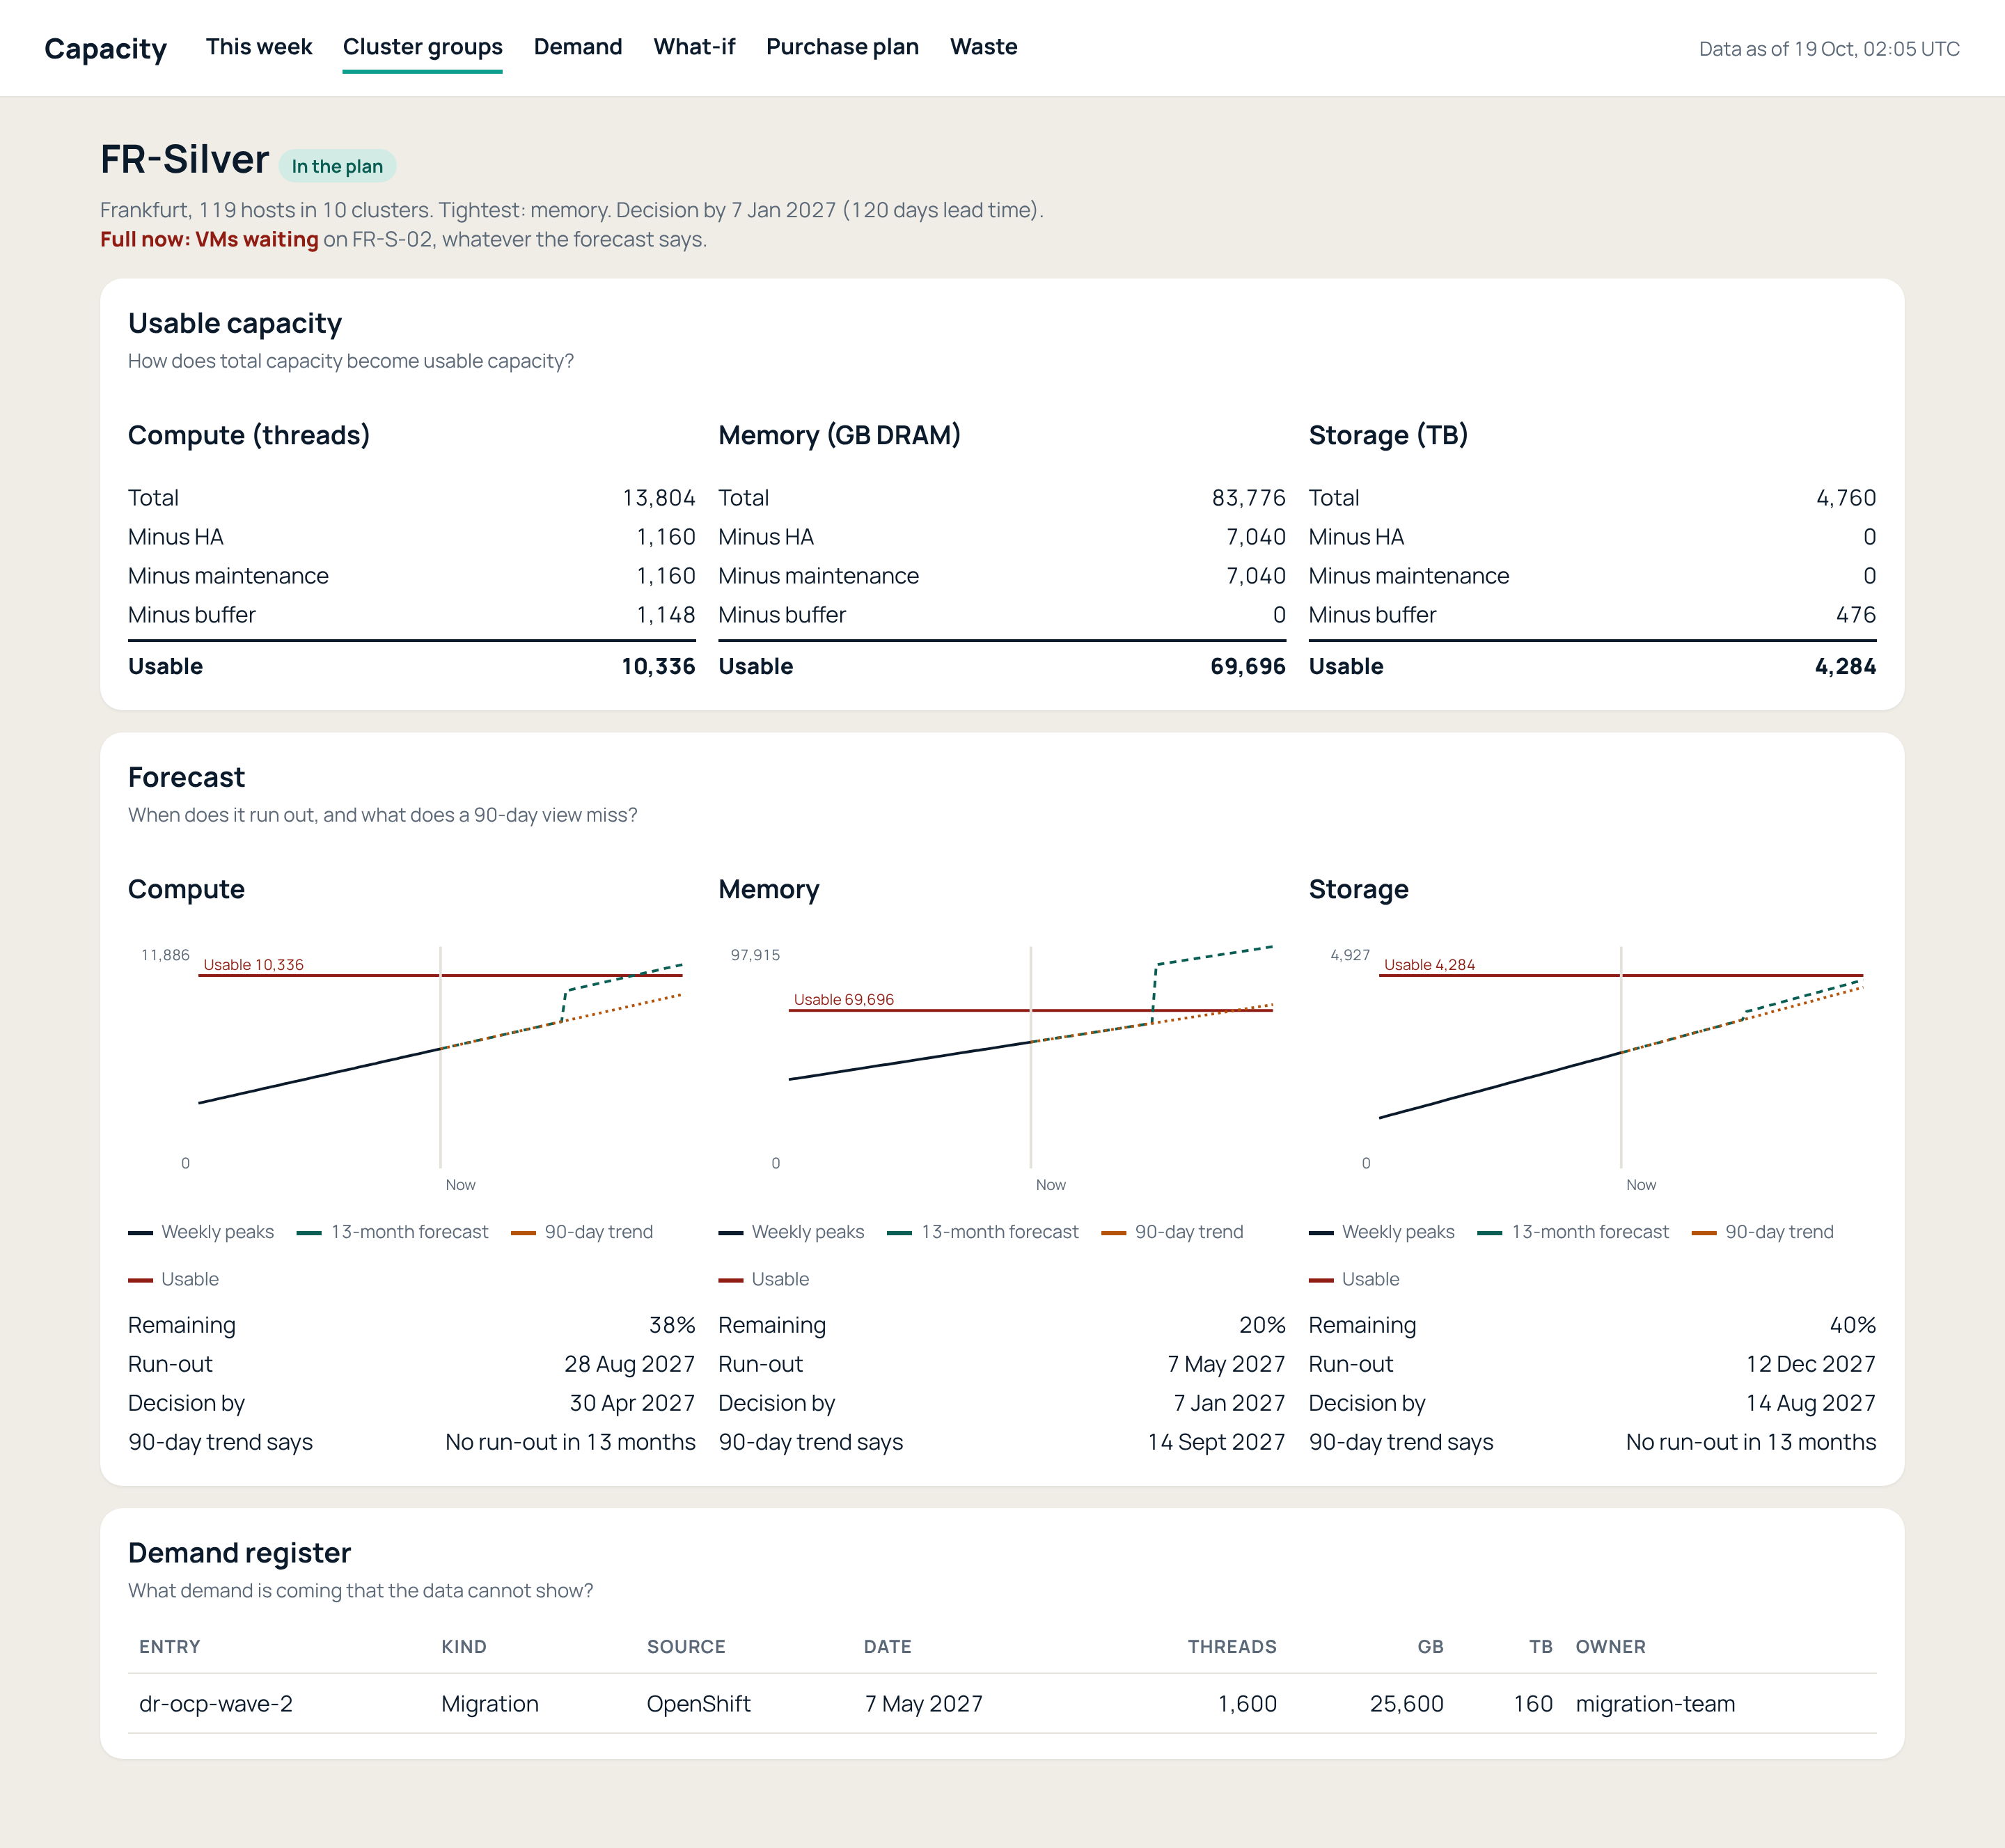 Capacity This week Cluster groups Demand What-if Purchase plan Waste Data as of 19 Oct, 02:05 UTC
FR-Silver In the plan
Frankfurt, 119 hosts in 10 clusters. Tightest: memory. Decision by 7 Jan 2027 (120 days lead time).
Full now: VMs waiting on FR-S-02, whatever the forecast says.
Usable capacity
How does total capacity become usable capacity?
Compute (threads) Memory (GB DRAM) Storage (TB)
Total 13,804 Total 83,776 Total 4,760
Minus HA 1,160 Minus HA 7,040 Minus HA 0
Minus maintenance 1,160 Minus maintenance 7,040 Minus maintenance 0
Minus buffer 1,148 Minus buffer 0 Minus buffer 476
Usable 10,336 Usable 69,696 Usable 4,284
Forecast
When does it run out, and what does a 90-day view miss?
Compute Memory Storage
11,886 97,915 4,927
Usable 10,336 Usable 69,696 Usable 4,284
0 0 0
Now Now Now
Weekly peaks 13-month forecast 90-day trend Weekly peaks 13-month forecast 90-day trend Weekly peaks 13-month forecast 90-day trend
Usable Usable Usable
Remaining 38% Remaining 20% Remaining 40%
Run-out 28 Aug 2027 Run-out 7 May 2027 Run-out 12 Dec 2027
Decision by 30 Apr 2027 Decision by 7 Jan 2027 Decision by 14 Aug 2027
90-day trend says No run-out in 13 months 90-day trend says 14 Sept 2027 90-day trend says No run-out in 13 months
Demand register
What demand is coming that the data cannot show?
ENTRY KIND SOURCE DATE THREADS GB TB OWNER
dr-ocp-wave-2 Migration OpenShift 7 May 2027 1,600 25,600 160 migration-team